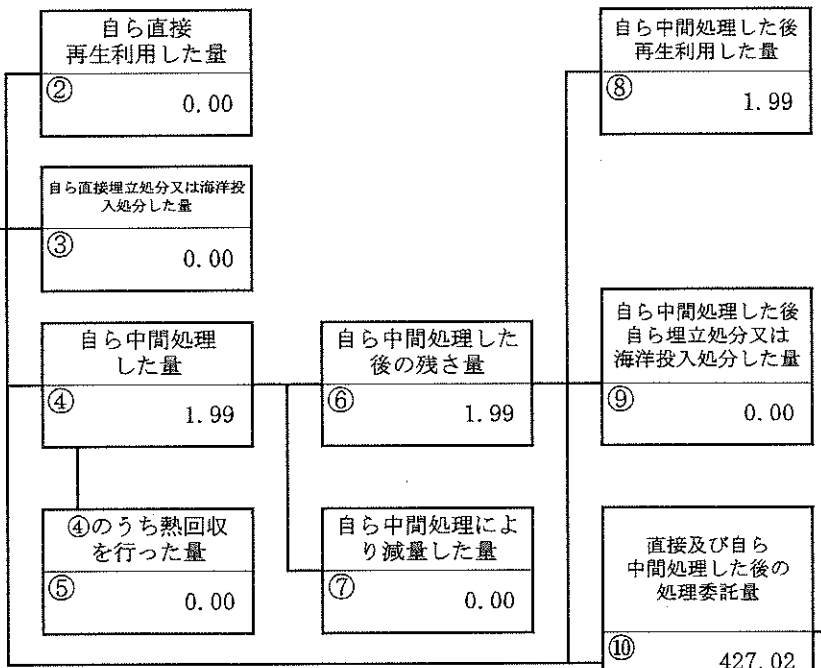 自ら直接
再生利用した量
②
0.00
自ら直接埋立処分又は海洋投
入処分した量
③
0.00
自ら中間処理
した量
④
1.99
④のうち熱回収
を行った量
⑤
0.00
自ら中間処理した
後の残さ量
⑥
1.99
自ら中間処理によ
り減量した量
⑦
0.00
自ら中間処理した後
再生利用した量
⑧
1.99
自ら中間処理した後
自ら埋立処分又は
海洋投入処分した量
⑨
0.00
直接及び自ら
中間処理した後の
処理委託量
⑩
427.02